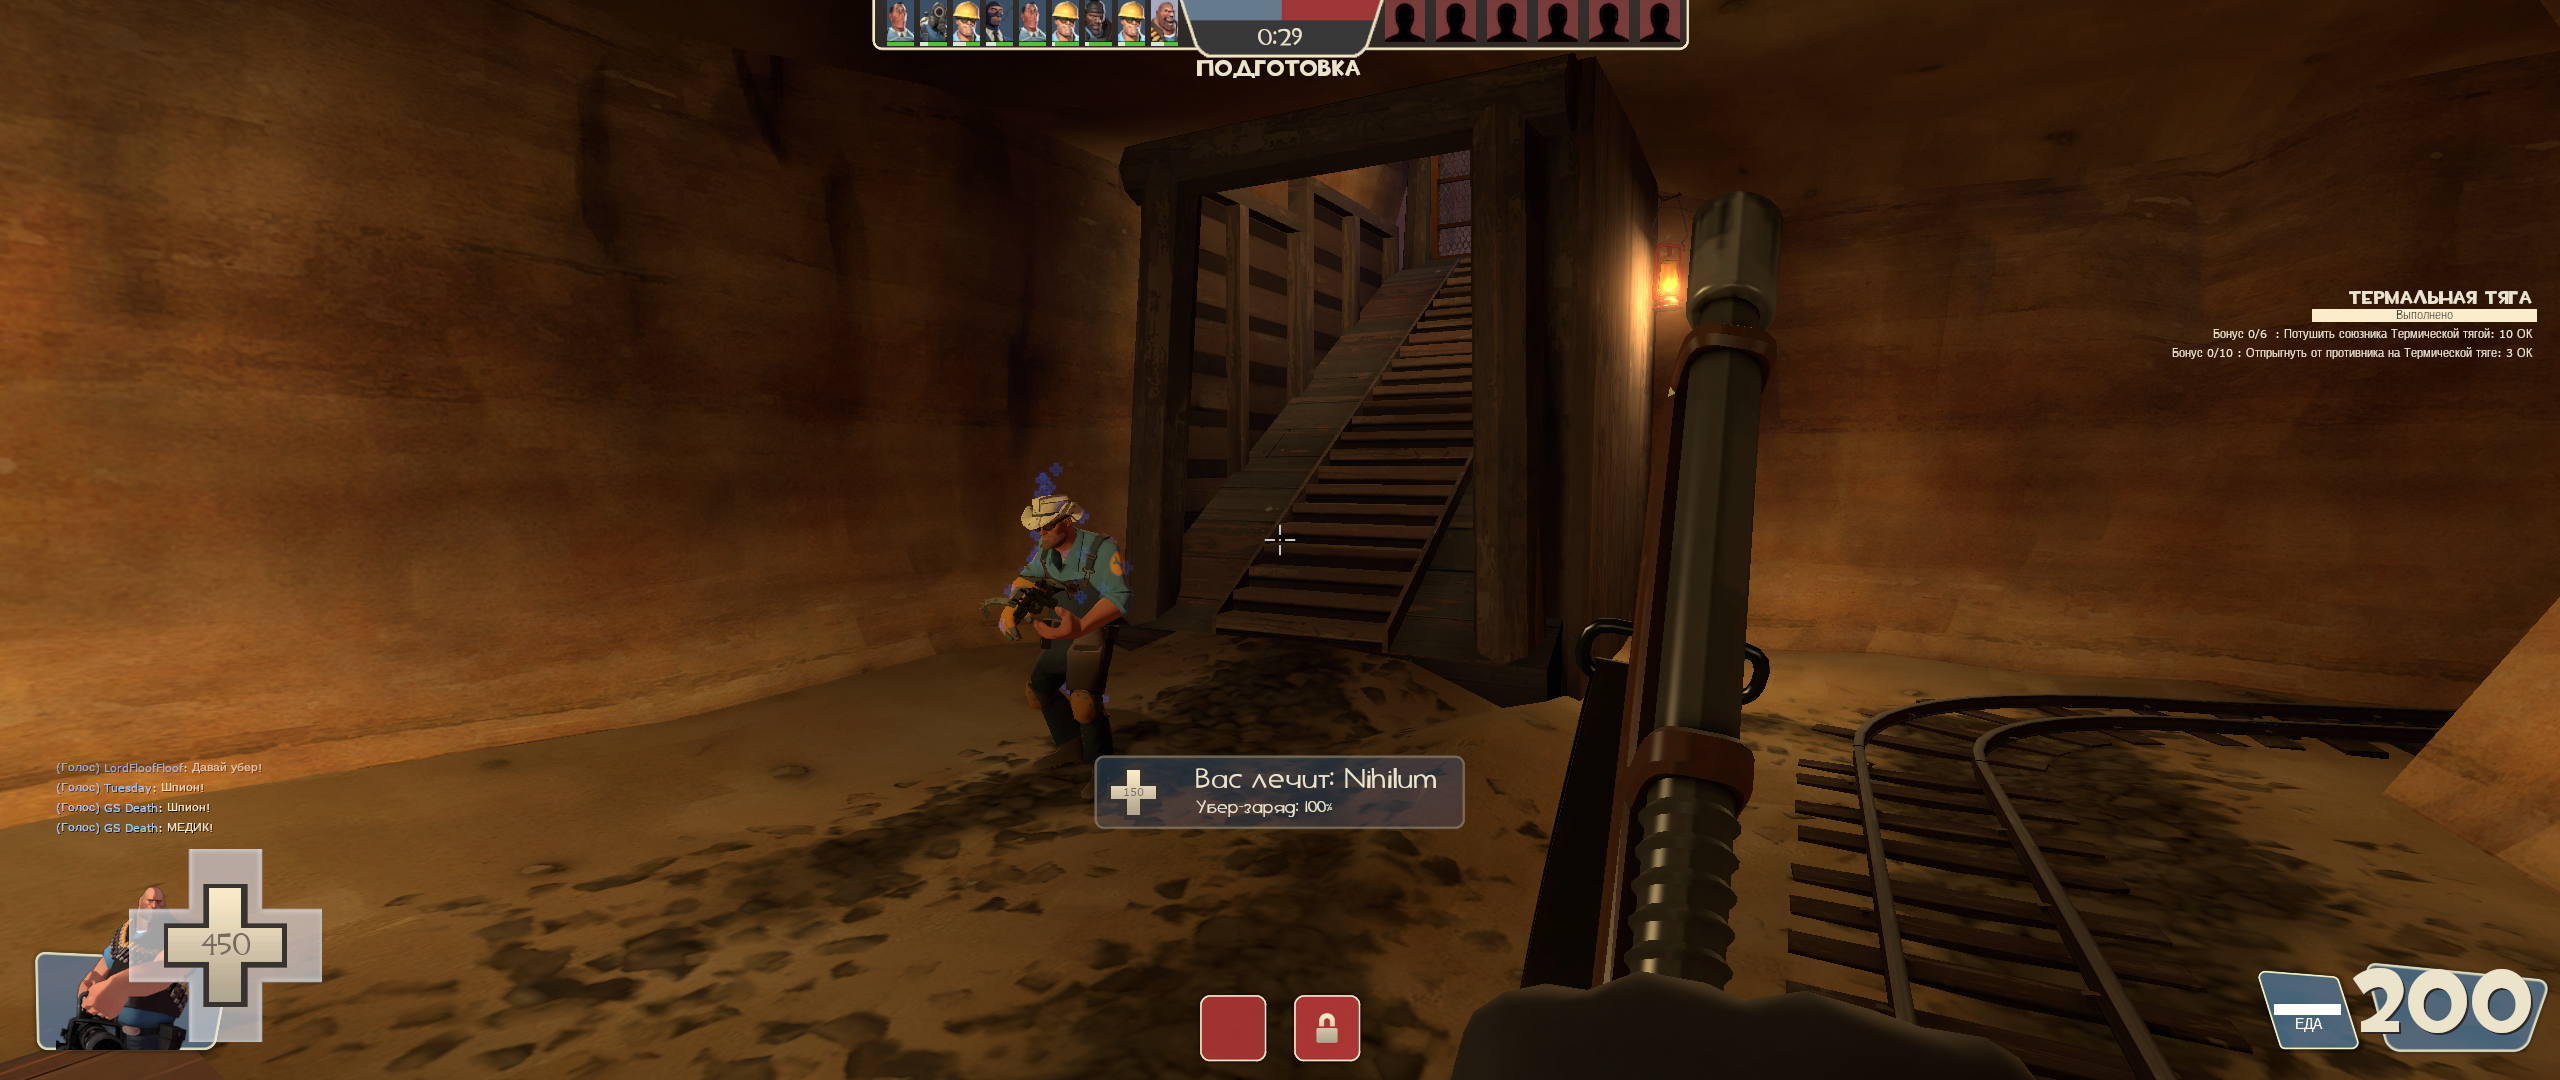 0:29
ПОДГОТОВКА
ТЕРМАЛЬНАЯ ТЯГА
Выполнено
Бонус 0/6 : Потушить союзника Термической тягой: 10 ОК
Бонус 0/10 : Отпрыгнуть от противника на Термической тяге: 3 ОК
(Голос) LordFloofFloof: Давай убер!
(Голос) Tuesday: Шпион!
(Голос) GS Death: Шпион!
(Голос) GS Death: МЕДИК!
150
Вас лечит: Nihilum
Убер-заряд: 100%
450
ЕДА
200